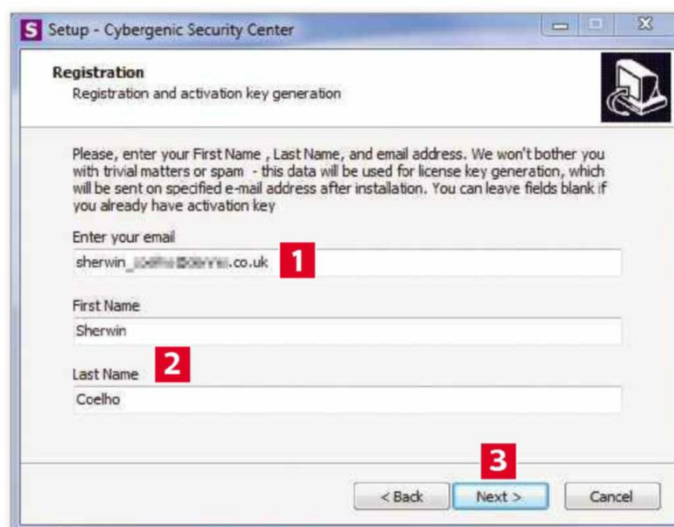 S Setup - Cybergenic Security Center
Registration
Registration and activation key generation
Please, enter your First Name , Last Name, and email address. We won't bother you
with trivial matters or spam - this data will be used for license key generation, which
will be sent on specified e-mail address after installation. You can leave fields blank if
you already have activation key
Enter your email
sherwin_ .co.uk 1
First Name
Sherwin
2
Last Name
Coelho
3
< Back Next > Cancel